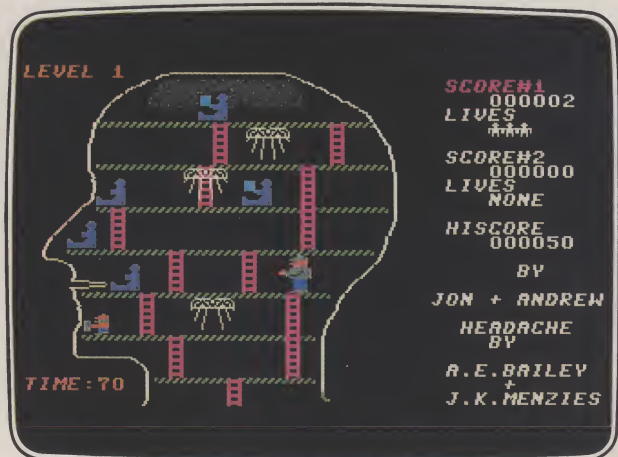 LEVEL 1
SCORE#1
000002
LIVES
SCORE#2
000000
LIVES
NONE
HISCORE
000050
BY
JON + ANDREW
HEADACHE
BY
A.E.BAILEY
+
J.K.MENZIES
TIME:70